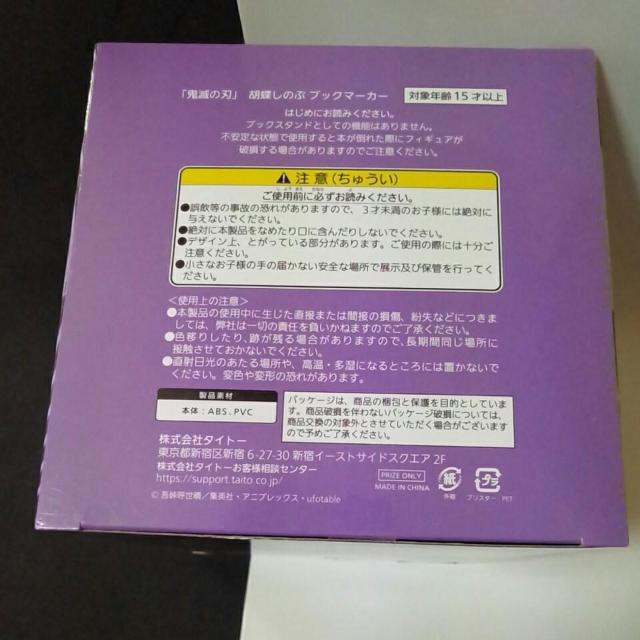 「鬼滅の刃」 胡蝶しのぶ ブックマーカー 対象年齢15才以上
はじめにお読みください。
ブックスタンドとしての機能はありません。
不安定な状態で使用すると本が倒れた際にフィギュアが
破損する場合がありますのでご注意ください。
注意(ちゅうい)
ご使用前に必ずお読みください。
●誤飲等の事故の恐れがありますので、3才未満のお子様には絶対に
与えないでください。
●絶対に本製品をなめたり口に含んだりしないでください。
●デザイン上、とがっている部分があります。ご使用の際には十分ご
注意ください。
●小さなお子様の手の届かない安全な場所で展示及び保管を行ってく
ださい。
<使用上の注意>
●本製品の使用中に生じた直接または間接の損傷、紛失などにつきま
しては、弊社は一切の責任を負いかねますのでご了承ください。
●色移りしたり、跡が残る場合がありますので、長期間同じ場所に
接触させておかないでください。
●直射日光のあたる場所や、高温・多湿になるところには置かないで
ください。変色や変形の恐れがあります。
製品素材
本体:ABS、PVC
パッケージは、商品の梱包と保護を目的としています。
す。商品破損を伴わないパッケージ破損については、
商品交換の対象外とさせていただく場合がございます
ので予めご了承ください。
株式会社タイトー
東京都新宿区新宿 6-27-30 新宿イーストサイドスクエア 2F
株式会社タイトーお客様相談センター
https://support.taito.co.jp/
PRIZE ONLY
MADE IN CHINA
紙
外箱
プラ
ブリスター PET
© 吾峠呼世晴/集英社・アニプレックス・ufotable